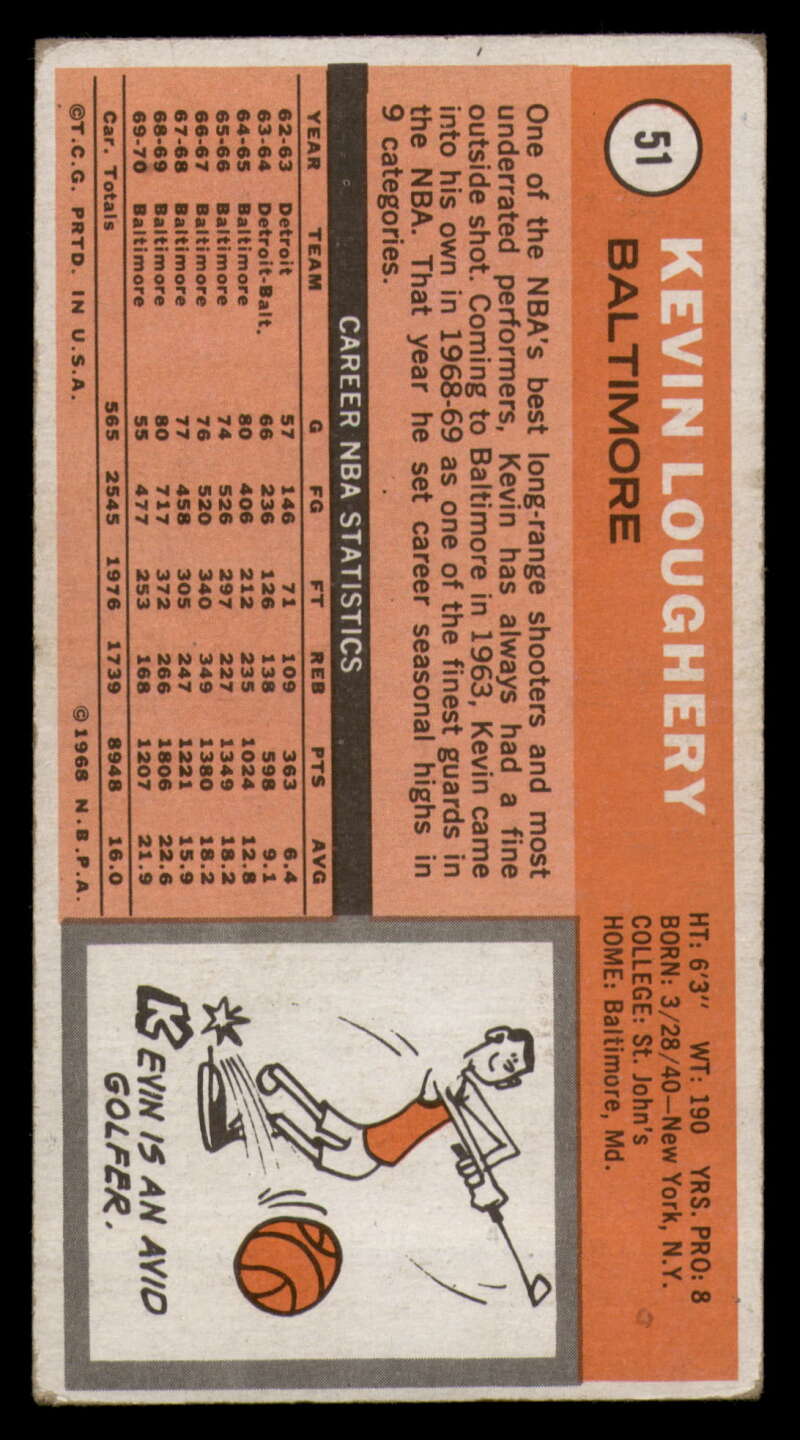 51
KEVIN LOUGHERY
BALTIMORE
HT: 6'3" WT: 190 YRS. PRO: 8
BORN: 3/28/40—New York, N.Y.
COLLEGE: St. John's
HOME: Baltimore, Md.
One of the NBA's best long-range shooters and most
underrated performers, Kevin has always had a fine
outside shot. Coming to Baltimore in 1963, Kevin came
into his own in 1968-69 as one of the finest guards in
the NBA. That year he set career seasonal highs in
9 categories.
CAREER NBA STATISTICS
YEAR TEAM G FG FT REB PTS AVG
62-63 Detroit 57 146 71 109 363 6.4
63-64 Detroit-Balt. 66 236 126 138 598 9.1
64-65 Baltimore 80 406 212 235 1024 12.8
65-66 Baltimore 74 526 297 227 1349 18.2
66-67 Baltimore 76 520 340 349 1380 18.2
67-68 Baltimore 77 458 305 247 1221 15.9
68-69 Baltimore 80 717 372 266 1806 22.6
69-70 Baltimore 55 477 253 168 1207 21.9
Car. Totals 565 2545 1976 1739 8948 16.0
©T.C.G. PRTD. IN U.S.A. ©1968 N.B.P.A.
KEVIN IS AN AVID
GOLFER.